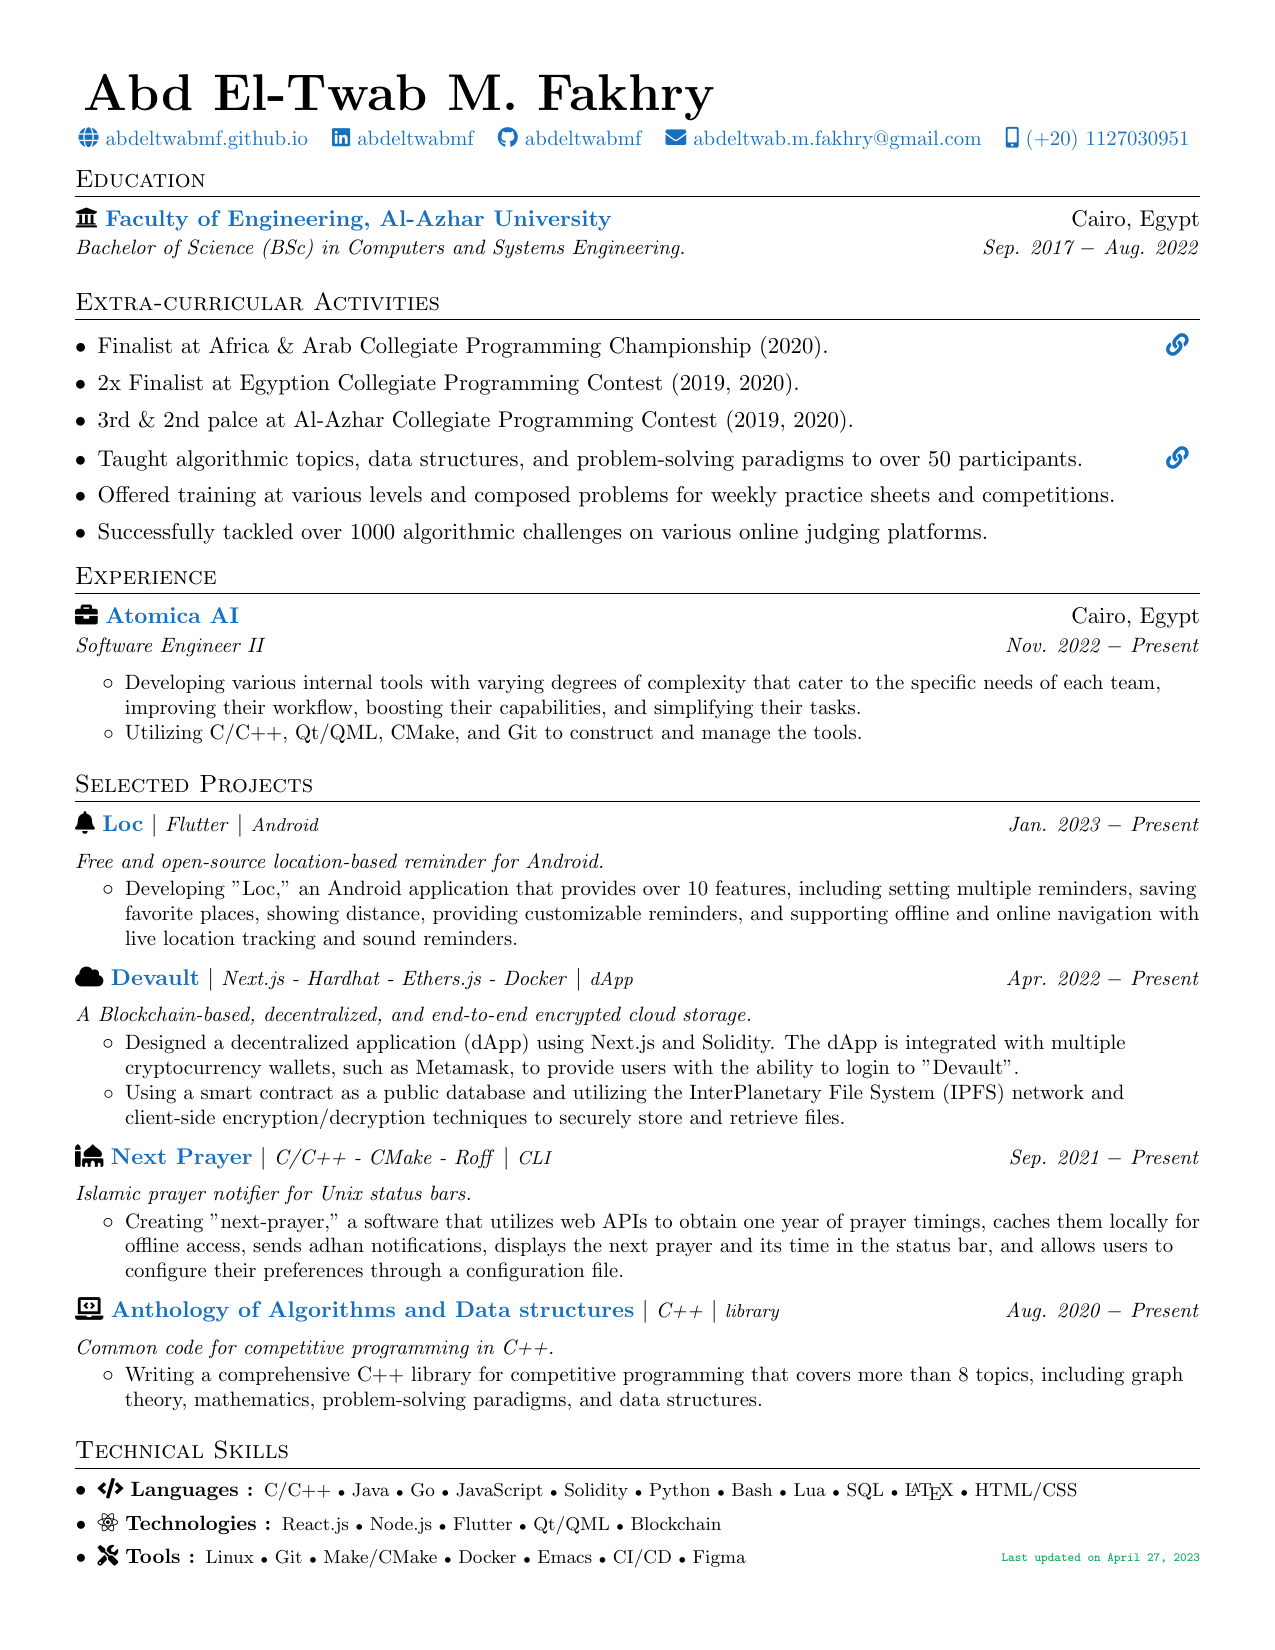 Abd El-Twab M. Fakhry
abdeltwabmf.github.io abdeltwabmf abdeltwabmf abdeltwab.m.fakhry@gmail.com (+20) 1127030951
Education
Faculty of Engineering, Al-Azhar University Cairo, Egypt
Bachelor of Science (BSc) in Computers and Systems Engineering. Sep. 2017 – Aug. 2022
Extra-curricular Activities
• Finalist at Africa & Arab Collegiate Programming Championship (2020).
• 2x Finalist at Egyption Collegiate Programming Contest (2019, 2020).
• 3rd & 2nd palce at Al-Azhar Collegiate Programming Contest (2019, 2020).
• Taught algorithmic topics, data structures, and problem-solving paradigms to over 50 participants.
• Offered training at various levels and composed problems for weekly practice sheets and competitions.
• Successfully tackled over 1000 algorithmic challenges on various online judging platforms.
Experience
Atomica AI Cairo, Egypt
Software Engineer II Nov. 2022 – Present
◦ Developing various internal tools with varying degrees of complexity that cater to the specific needs of each team,
improving their workflow, boosting their capabilities, and simplifying their tasks.
◦ Utilizing C/C++, Qt/QML, CMake, and Git to construct and manage the tools.
Selected Projects
Loc | Flutter | Android Jan. 2023 – Present
Free and open-source location-based reminder for Android.
◦ Developing ”Loc,” an Android application that provides over 10 features, including setting multiple reminders, saving
favorite places, showing distance, providing customizable reminders, and supporting offline and online navigation with
live location tracking and sound reminders.
Devault | Next.js - Hardhat - Ethers.js - Docker | dApp Apr. 2022 – Present
A Blockchain-based, decentralized, and end-to-end encrypted cloud storage.
◦ Designed a decentralized application (dApp) using Next.js and Solidity. The dApp is integrated with multiple
cryptocurrency wallets, such as Metamask, to provide users with the ability to login to ”Devault”.
◦ Using a smart contract as a public database and utilizing the InterPlanetary File System (IPFS) network and
client-side encryption/decryption techniques to securely store and retrieve files.
Next Prayer | C/C++ - CMake - Roff | CLI Sep. 2021 – Present
Islamic prayer notifier for Unix status bars.
◦ Creating ”next-prayer,” a software that utilizes web APIs to obtain one year of prayer timings, caches them locally for
offline access, sends adhan notifications, displays the next prayer and its time in the status bar, and allows users to
configure their preferences through a configuration file.
Anthology of Algorithms and Data structures | C++ | library Aug. 2020 – Present
Common code for competitive programming in C++.
◦ Writing a comprehensive C++ library for competitive programming that covers more than 8 topics, including graph
theory, mathematics, problem-solving paradigms, and data structures.
Technical Skills
• Languages : C/C++ • Java • Go • JavaScript • Solidity • Python • Bash • Lua • SQL • LATEX • HTML/CSS
• Technologies : React.js • Node.js • Flutter • Qt/QML • Blockchain
• Tools : Linux • Git • Make/CMake • Docker • Emacs • CI/CD • Figma Last updated on April 27, 2023